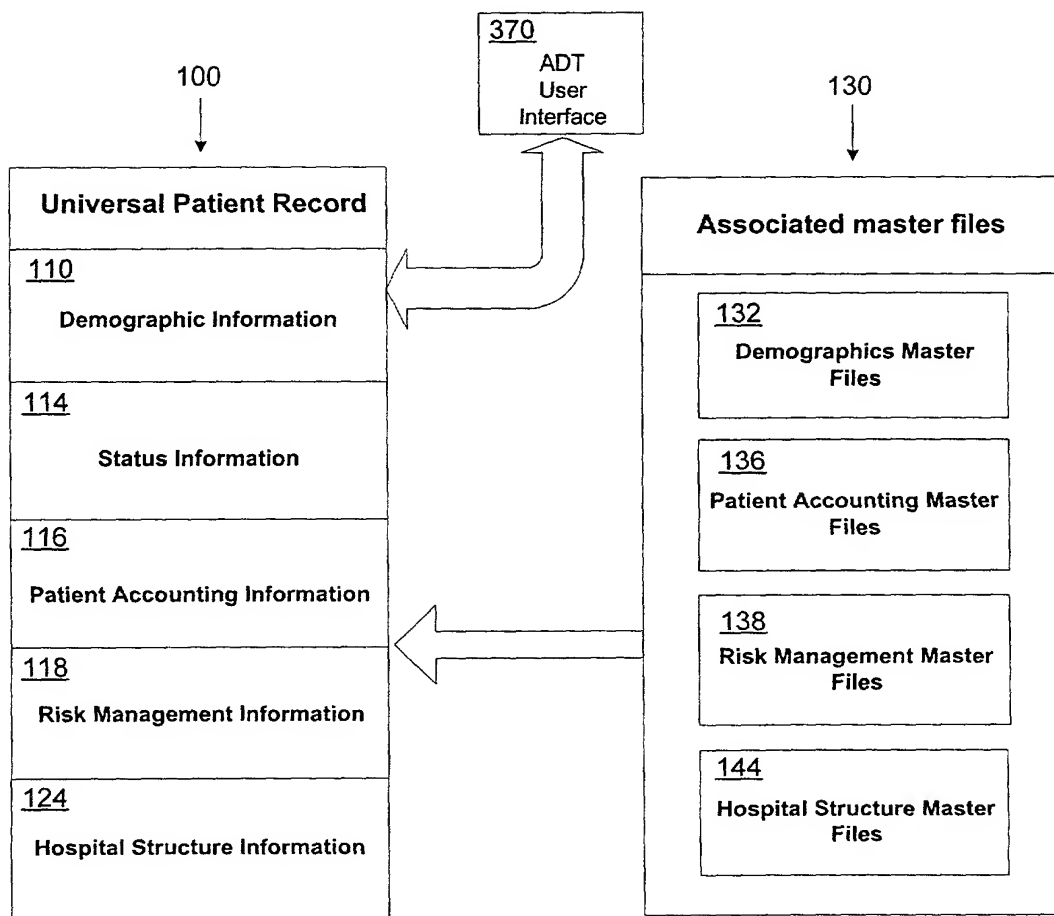 370
ADT
User
Interface
100
130
Universal Patient Record
110
Demographic Information
114
Status Information
116
Patient Accounting Information
118
Risk Management Information
124
Hospital Structure Information
Associated master files
132
Demographics Master
Files
136
Patient Accounting Master
Files
138
Risk Management Master
Files
144
Hospital Structure Master
Files